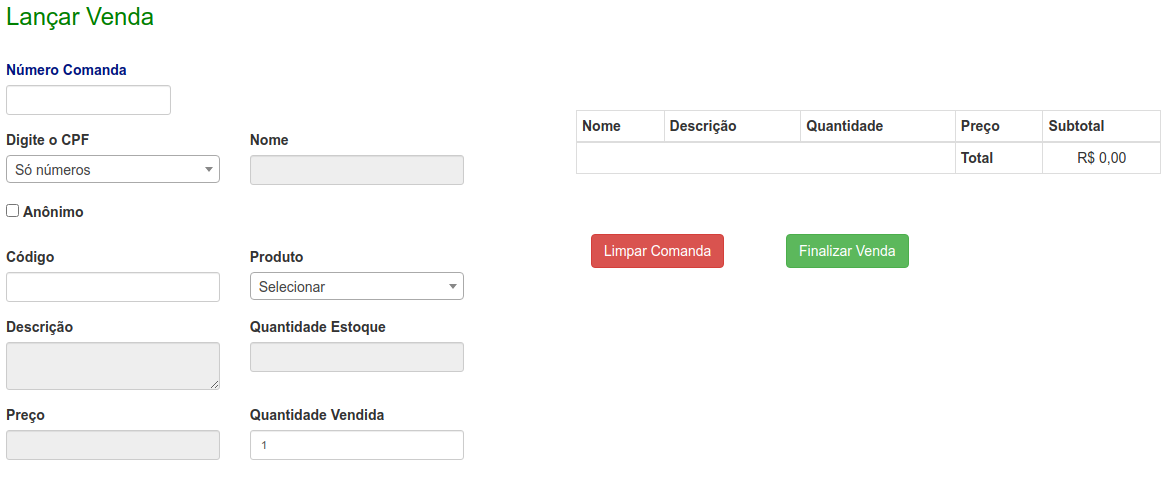 Lançar Venda
Número Comanda
Digite o CPF Nome
Só números
Anônimo
Código Produto
Selecionar
Descrição Quantidade Estoque
Preço Quantidade Vendida
1
Nome Descrição Quantidade Preço Subtotal
Total R$ 0,00
Limpar Comanda Finalizar Venda